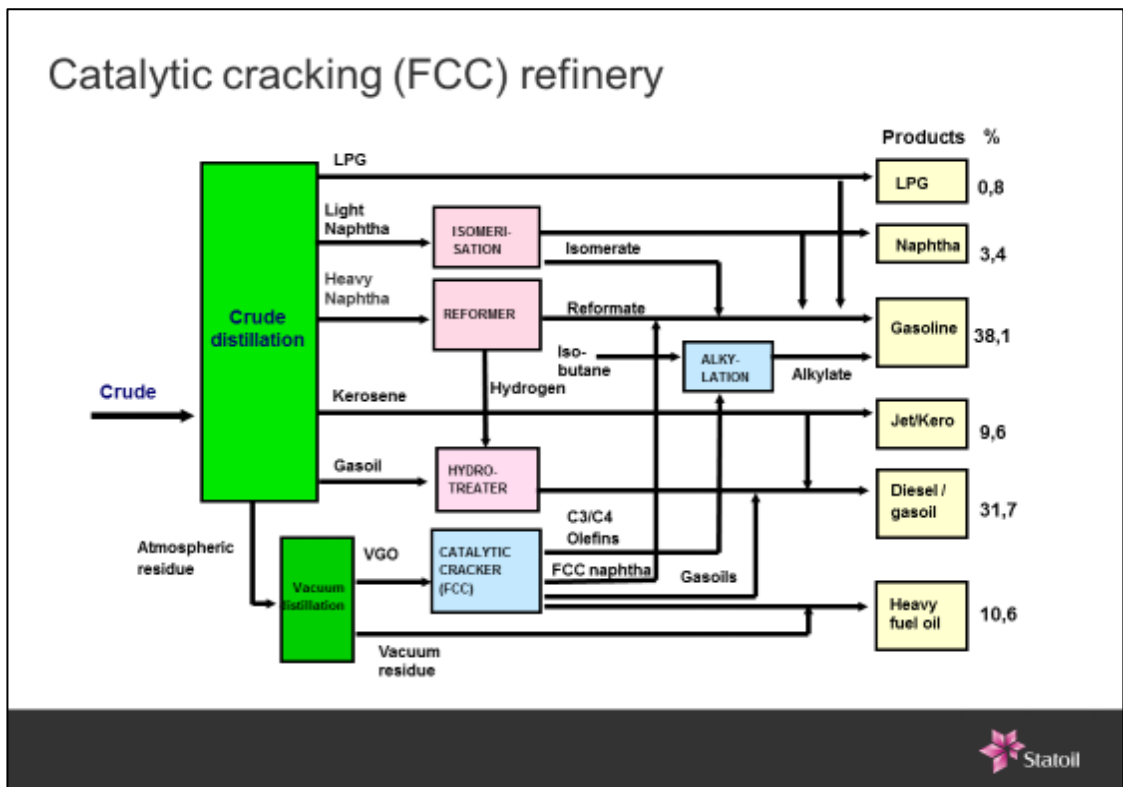 Catalytic cracking (FCC) refinery
Products %
LPG
LPG
0,8
Light
Naphtha
ISOMERI-
SATION
Isomerate
Naphtha
3,4
Heavy
Naphtha
REFORMER
Reformate
Gasoline
38,1
Crude
distillation
Iso-
butane
ALKY-
LATION
Alkylate
Hydrogen
Crude
Kerosene
Jet/Kero
9,6
Gasoil
HYDRO-
TREATER
Diesel /
gasoil
31,7
C3/C4
Olefins
Atmospheric
residue
VGO
CATALYTIC
CRACKER
(FCC)
FCC naphtha
Gasoils
Vacuum
distillation
Heavy
fuel oil
10,6
Vacuum
residue
Statoil